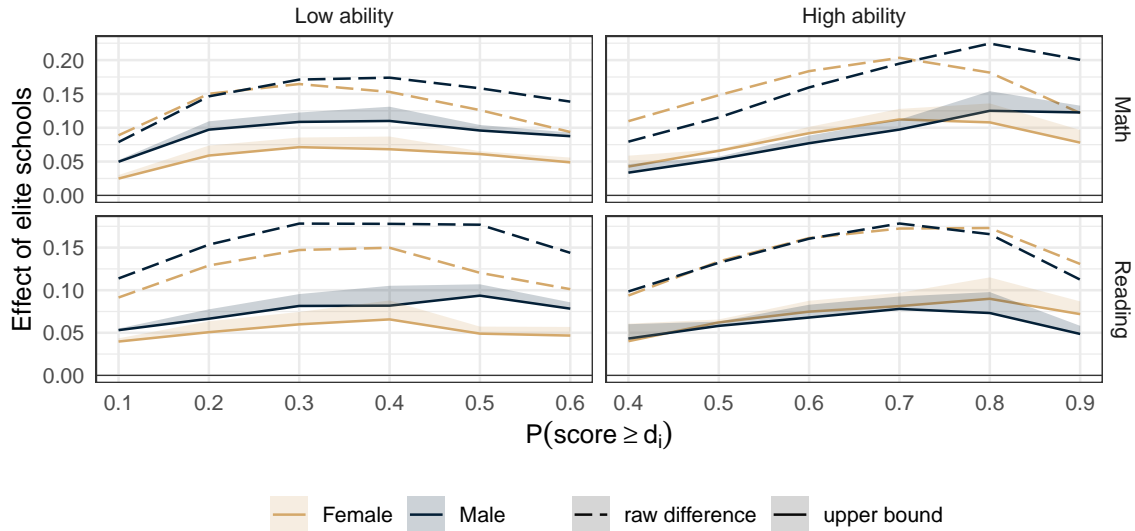 Low ability High ability
0.20
0.15
0.10
0.05
0.00
Math
0.15
0.10
0.05
0.00
Reading
Effect of elite schools
0.1 0.2 0.3 0.4 0.5 0.6 0.4 0.5 0.6 0.7 0.8 0.9
P(score ≥ dᵢ)
Female Male raw difference upper bound